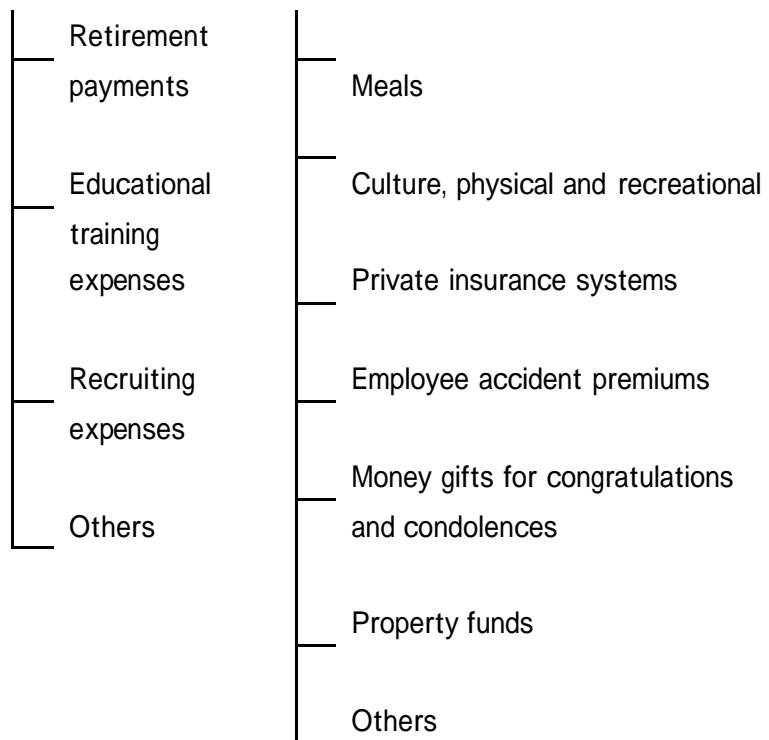 Retirement
payments
Educational
training
expenses
Recruiting
expenses
Others
Meals
Culture, physical and recreational
Private insurance systems
Employee accident premiums
Money gifts for congratulations
and condolences
Property funds
Others